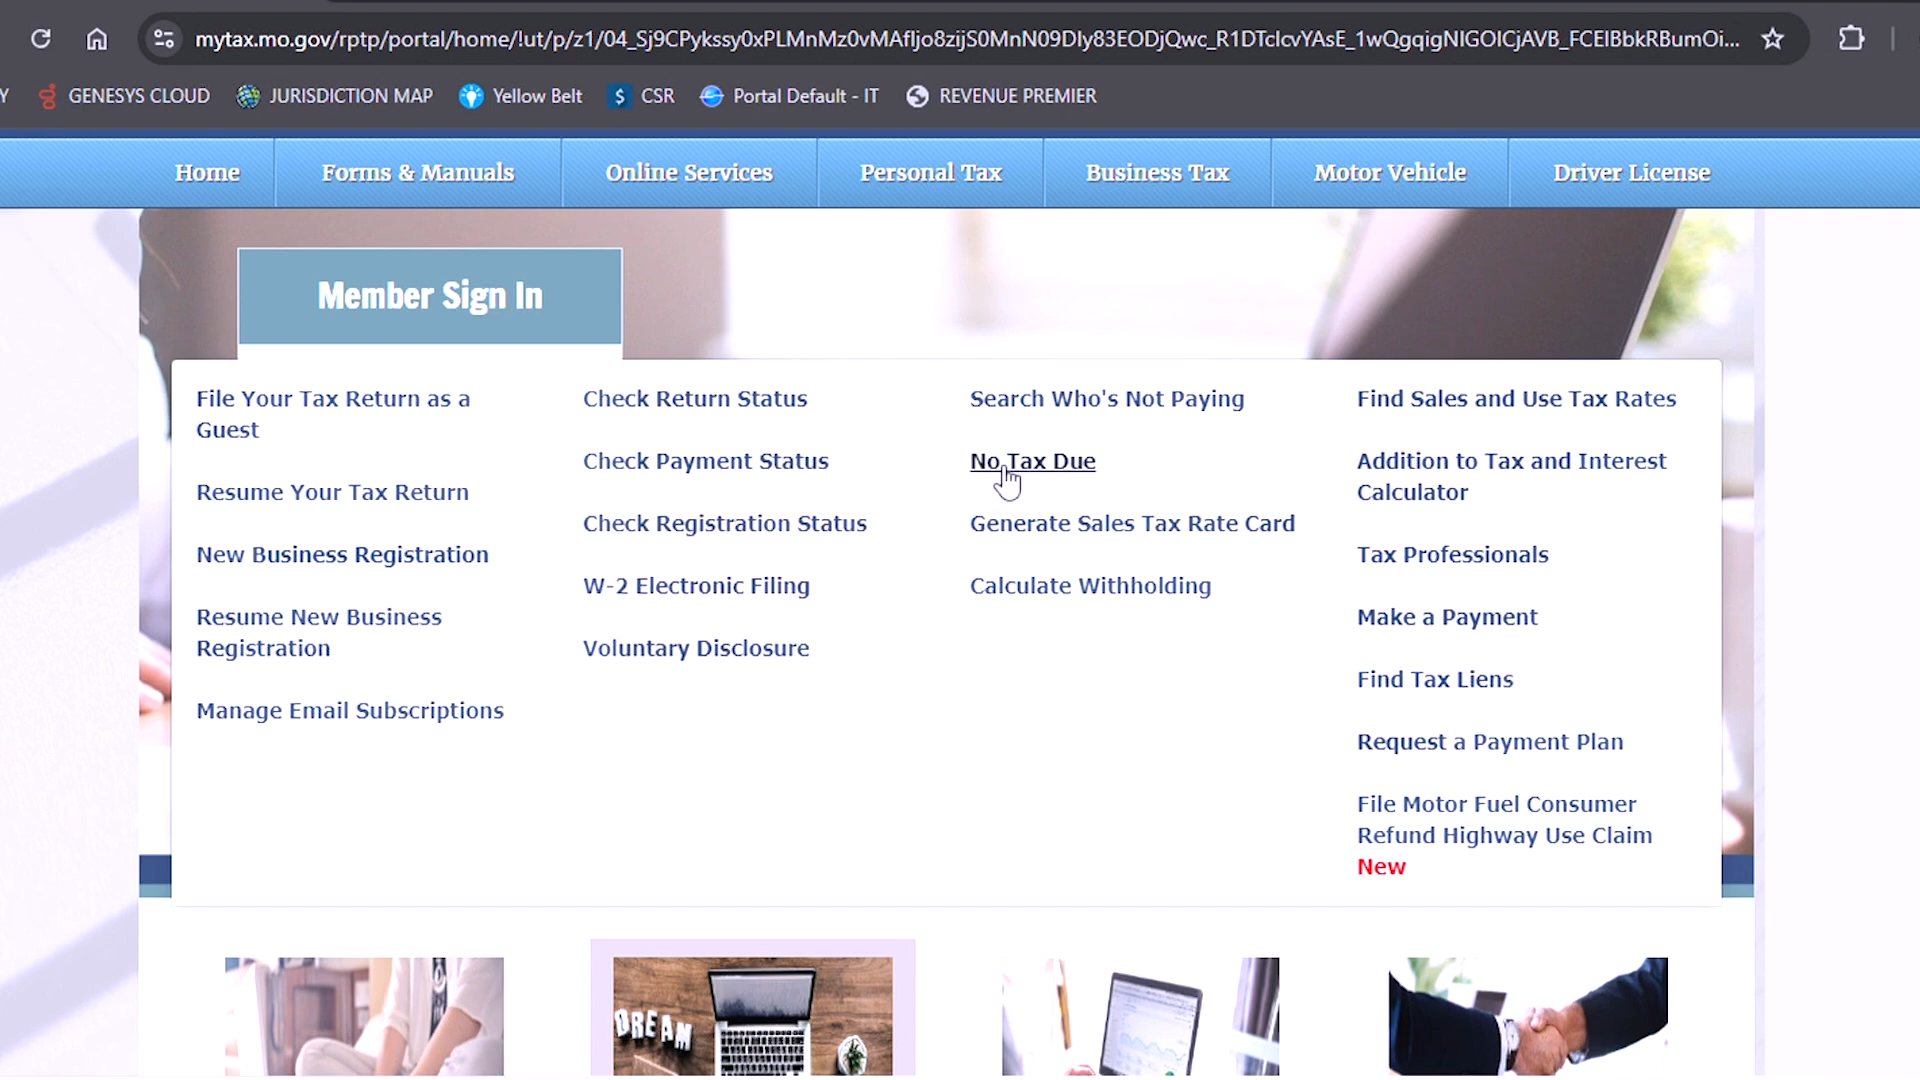 mytax.mo.gov/rptp/portal/home/!ut/p/z1/
Y GENESYS CLOUD JURISDICTION MAP Yellow Belt $ CSR Portal Default - IT REVENUE PREMIER
Home Forms & Manuals Online Services Personal Tax Business Tax Motor Vehicle Driver License
Member Sign In
File Your Tax Return as a
Guest
Resume Your Tax Return
New Business Registration
Resume New Business
Registration
Manage Email Subscriptions
Check Return Status
Check Payment Status
Check Registration Status
W-2 Electronic Filing
Voluntary Disclosure
Search Who's Not Paying
No Tax Due
Generate Sales Tax Rate Card
Calculate Withholding
Find Sales and Use Tax Rates
Addition to Tax and Interest
Calculator
Tax Professionals
Make a Payment
Find Tax Liens
Request a Payment Plan
File Motor Fuel Consumer
Refund Highway Use Claim
New
DREAM